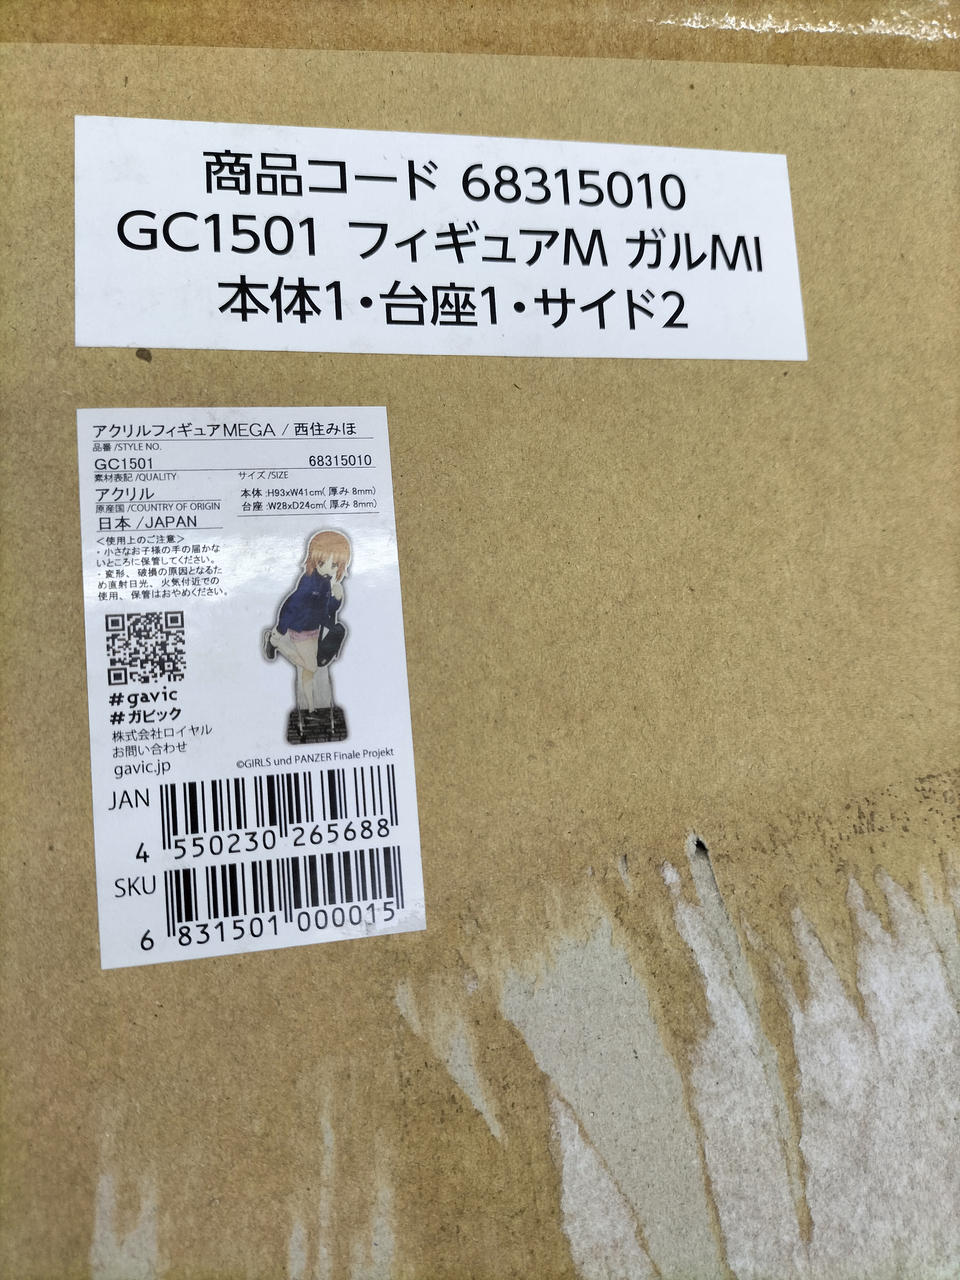 商品コード 68315010
GC1501 フィギュアM ガルMI
本体1・台座1・サイド2
アクリルフィギュアMEGA / 西住みほ
品番 /STYLE NO.
GC1501 68315010
素材表記 /QUALITY サイズ /SIZE
アクリル 本体 :H93xW41cm( 厚み 8mm)
原産国 /COUNTRY OF ORIGIN 台座 :W28xD24cm( 厚み 8mm)
日本 /JAPAN
＜使用上のご注意＞
・小さなお子様の手の届かな
いところに保管してください。
・変形、破損の原因となるた
め直射日光、火気付近での
使用、保管はおやめください。
#gavic
#ガビック
株式会社ロイヤル
お問い合わせ
gavic.jp
©GIRLS und PANZER Finale Projekt
JAN
4 550230 265688
SKU
6 831501 000015